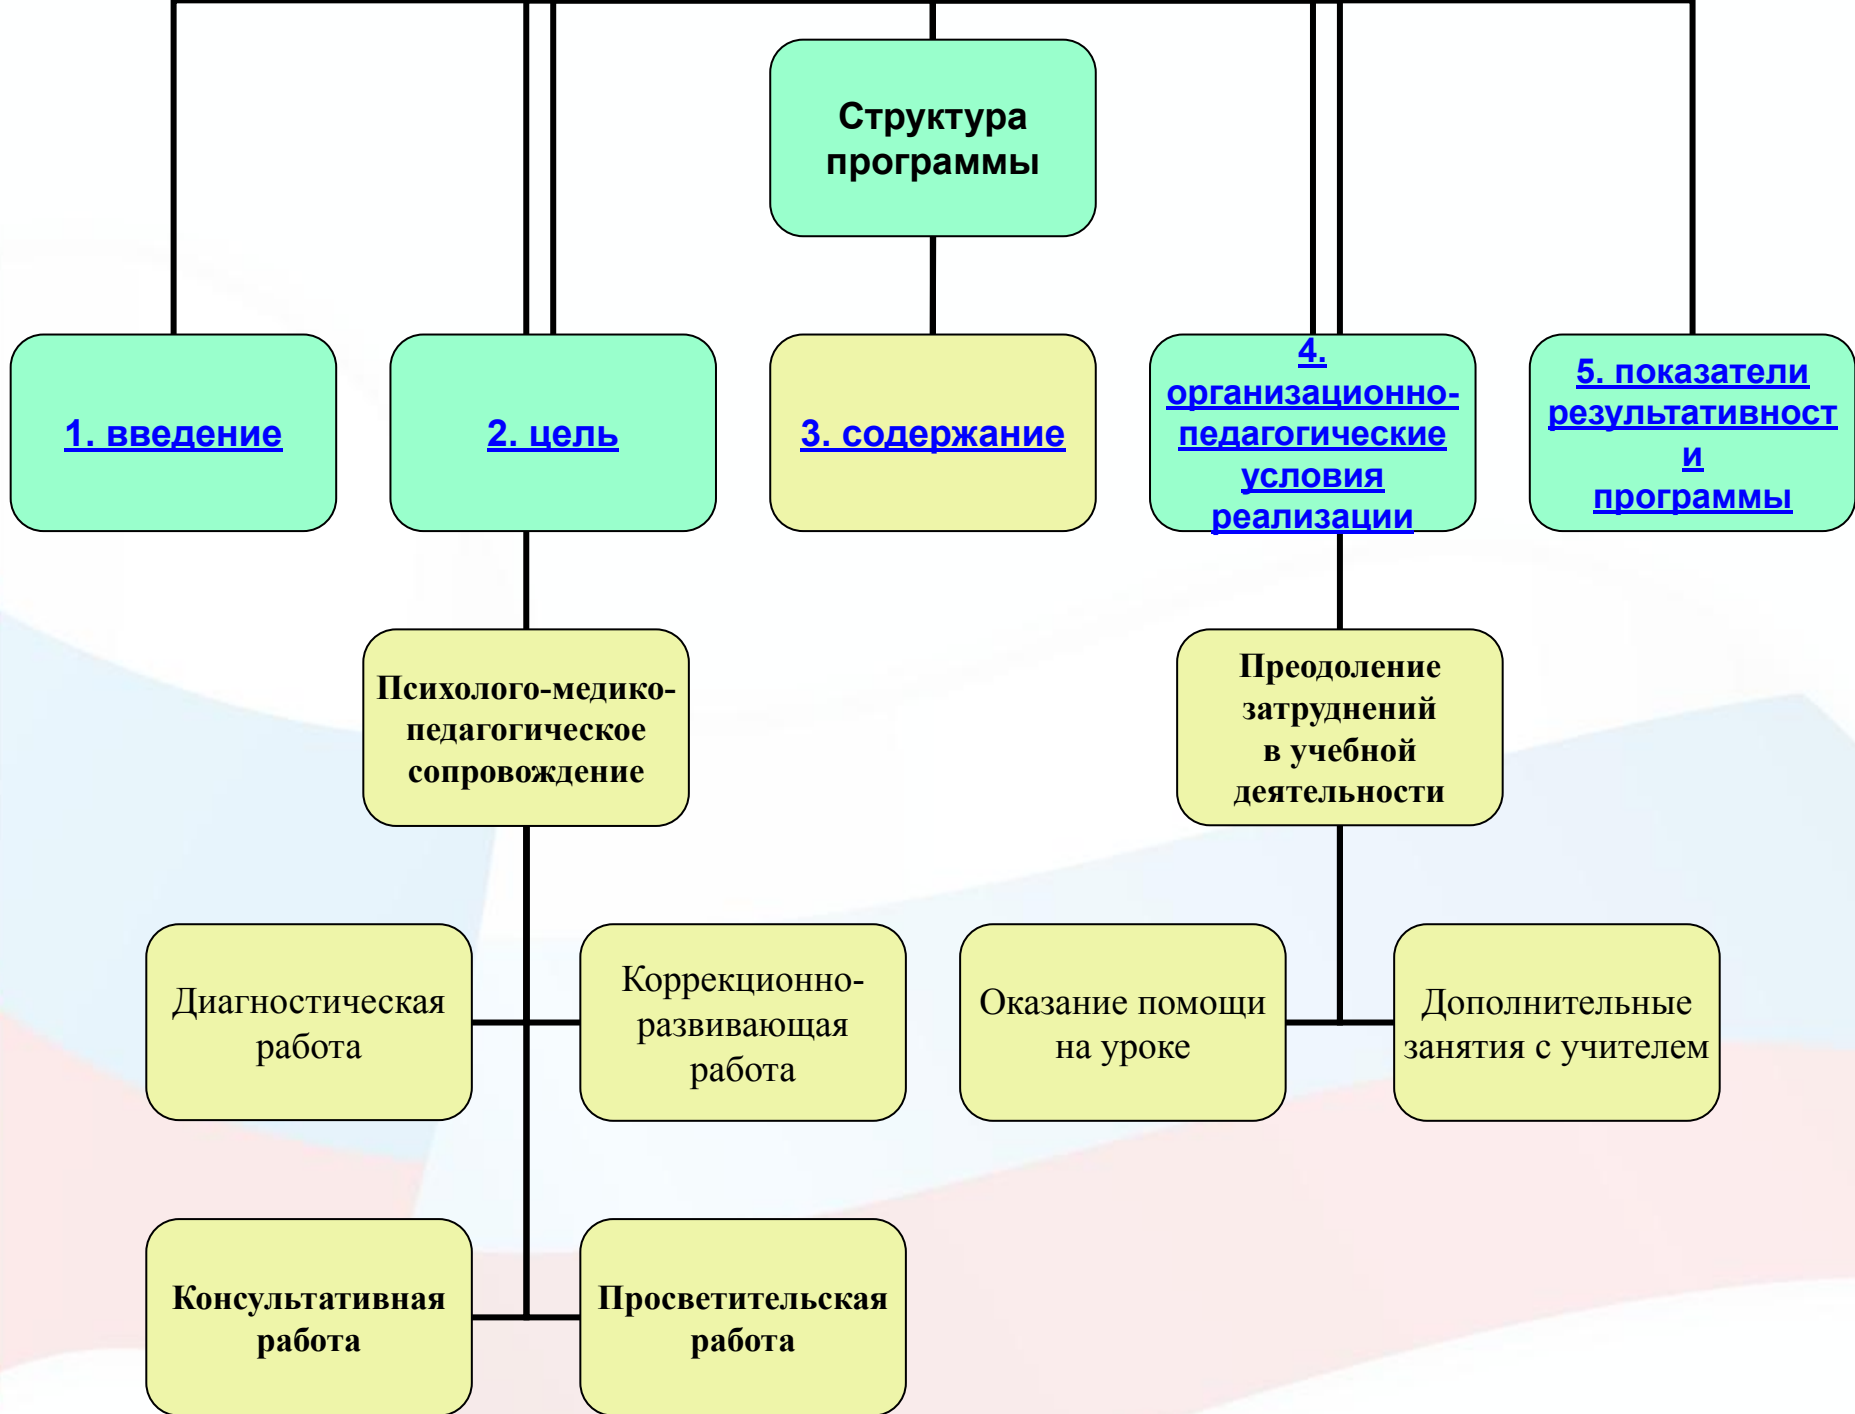 Структура
программы
1. введение
2. цель
3. содержание
4.
организационно-
педагогические
условия
реализации
5. показатели
результативност
и
программы
Психолого-медико-
педагогическое
сопровождение
Преодоление
затруднений
в учебной
деятельности
Диагностическая
работа
Коррекционно-
развивающая
работа
Оказание помощи
на уроке
Дополнительные
занятия с учителем
Консультативная
работа
Просветительская
работа